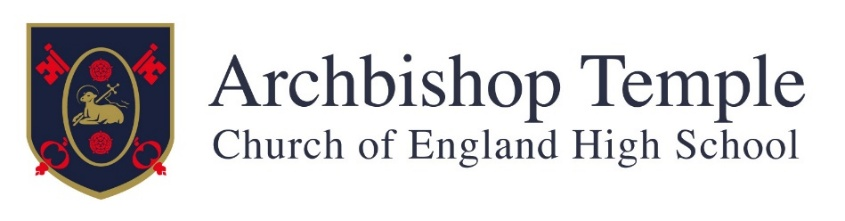 Archbishop Temple
Church of England High School